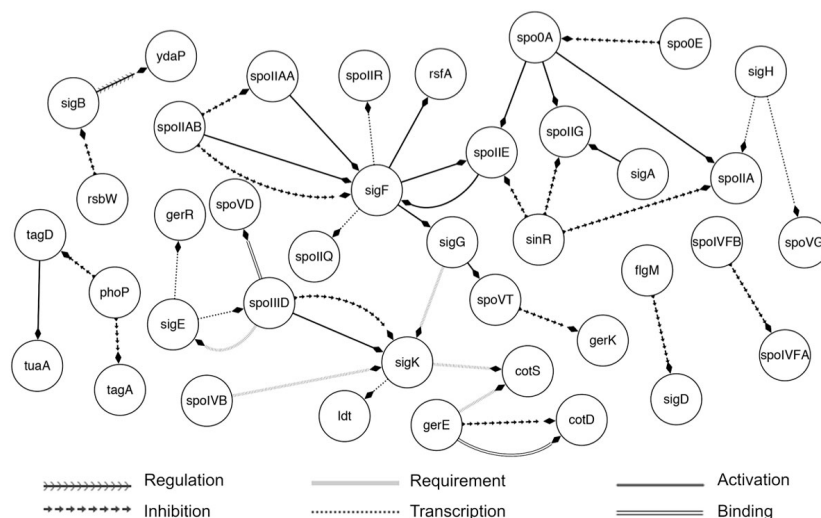 spo0A
spo0E
ydaP
spoIIAA
spoIIR
rsfA
sigH
sigB
spoIIAB
spoIIE
spoIIG
sigA
spoIIA
sigF
rsbW
gerR
spoVD
tagD
spoIIQ
sigG
sinR
spoIVFB
spoVG
flgM
phoP
spoIIID
spoVT
sigE
gerK
spoIVFA
tuaA
tagA
sigK
cotS
spoIVB
ldt
gerE
cotD
sigD
Regulation Requirement Activation
Inhibition Transcription Binding